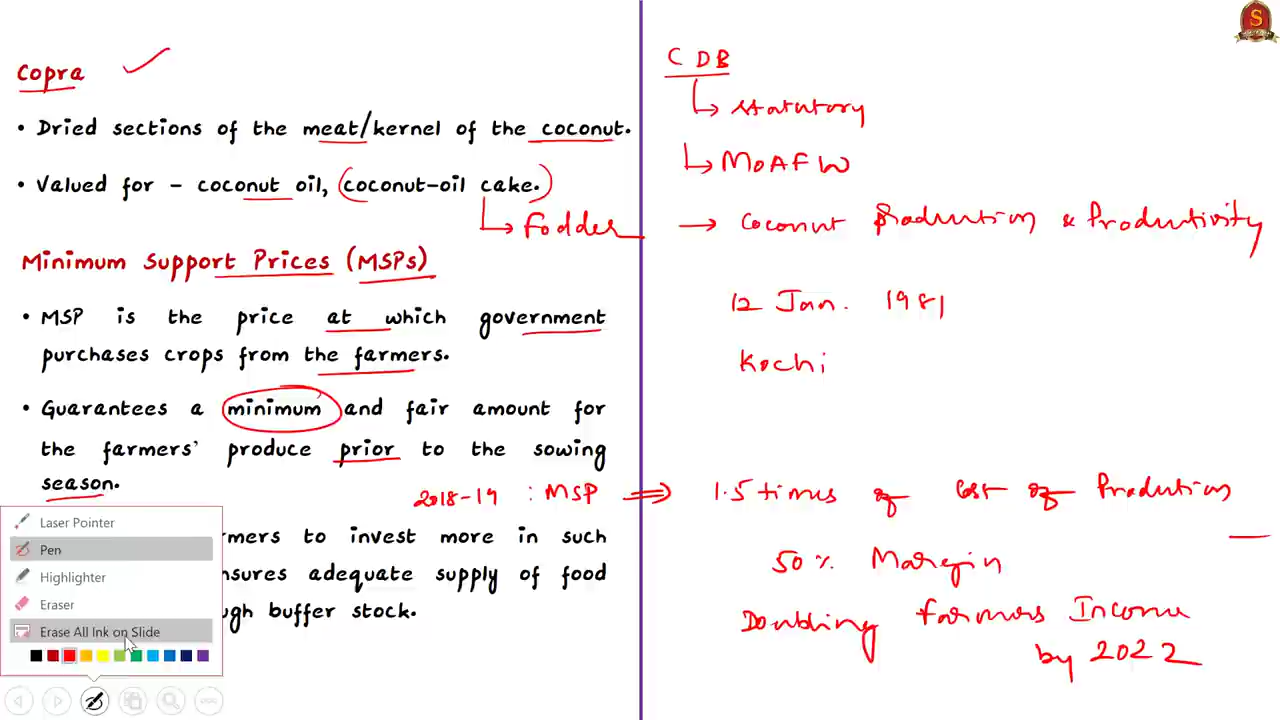 Copra
• Dried sections of the meat/kernel of the coconut.
• Valued for - coconut oil, (coconut-oil cake.)
Fodder
Minimum Support Prices (MSPs)
• MSP is the price at which government
purchases crops from the farmers.
• Guarantees a minimum and fair amount for
the farmers' produce prior to the sowing
season.
2018-19 : MSP ⇒ 1.5 times of Cost of Production
rmers to invest more in such
nsures adequate supply of food
ugh buffer stock.
CDB
↳ Statutory
↳ MoAFW
→ Coconut Production & Productivity
12 Jan. 1981
Kochi
50% Margin
Doubling farmers Income
by 2022
Laser Pointer
Pen
Highlighter
Eraser
Erase All Ink on Slide
S